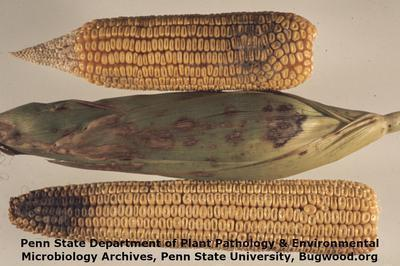 Penn State Department of Plant Pathology & Environmental
Microbiology Archives, Penn State University, Bugwood.org